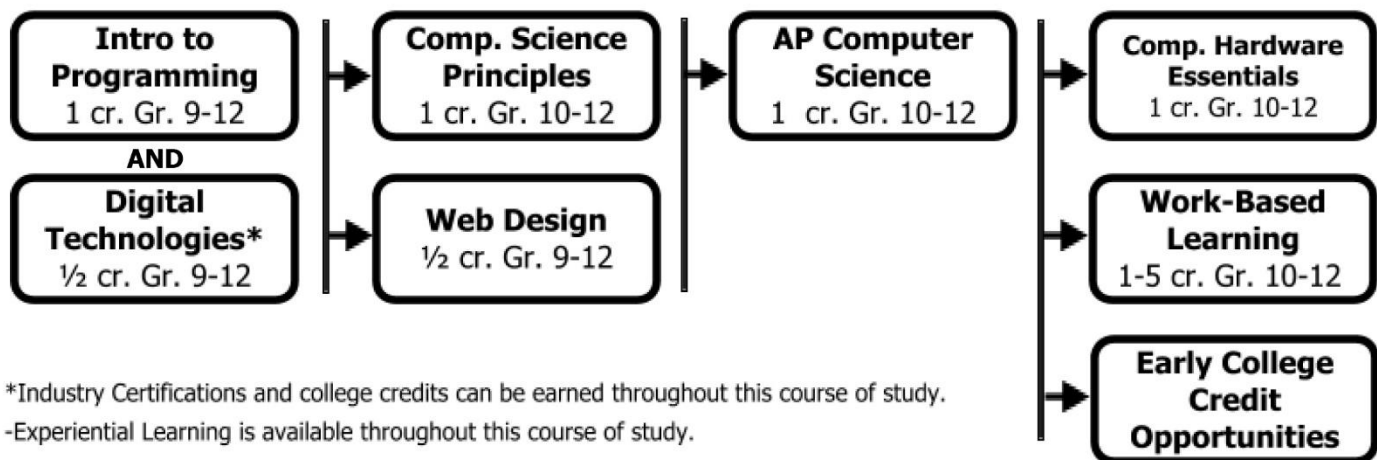 Intro to
Programming
1 cr. Gr. 9-12
AND
Digital
Technologies*
½ cr. Gr. 9-12
Comp. Science
Principles
1 cr. Gr. 10-12
Web Design
½ cr. Gr. 9-12
AP Computer
Science
1 cr. Gr. 10-12
Comp. Hardware
Essentials
1 cr. Gr. 10-12
Work-Based
Learning
1-5 cr. Gr. 10-12
Early College
Credit
Opportunities
*Industry Certifications and college credits can be earned throughout this course of study.
-Experiential Learning is available throughout this course of study.